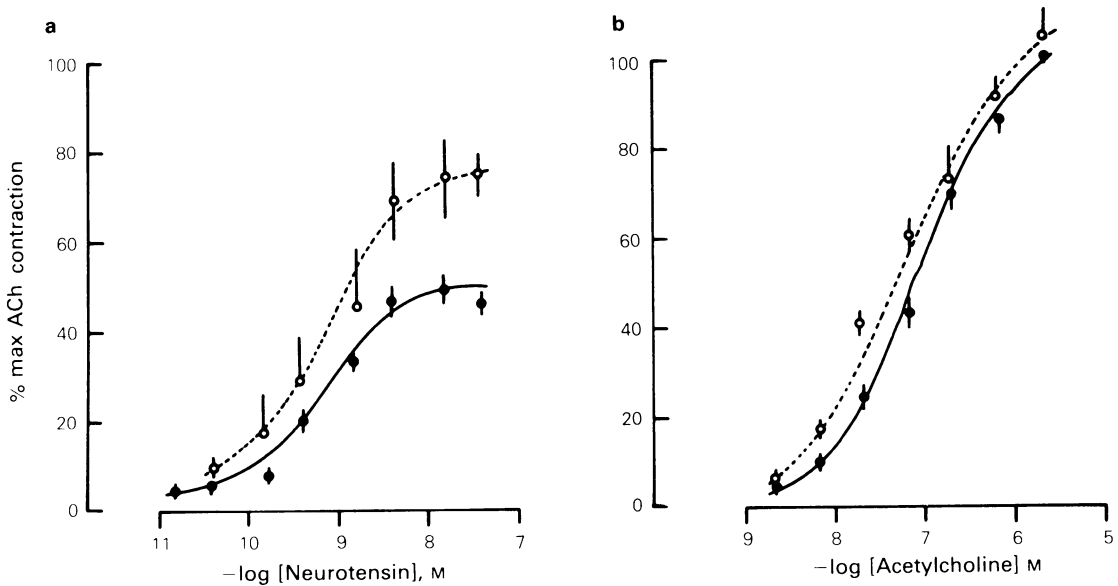 a
% max ACh contraction
100
80
60
40
20
0
11 10 9 8 7
−log [Neurotensin], M
b
100
80
60
40
20
0
9 8 7 6 5
−log [Acetylcholine] M